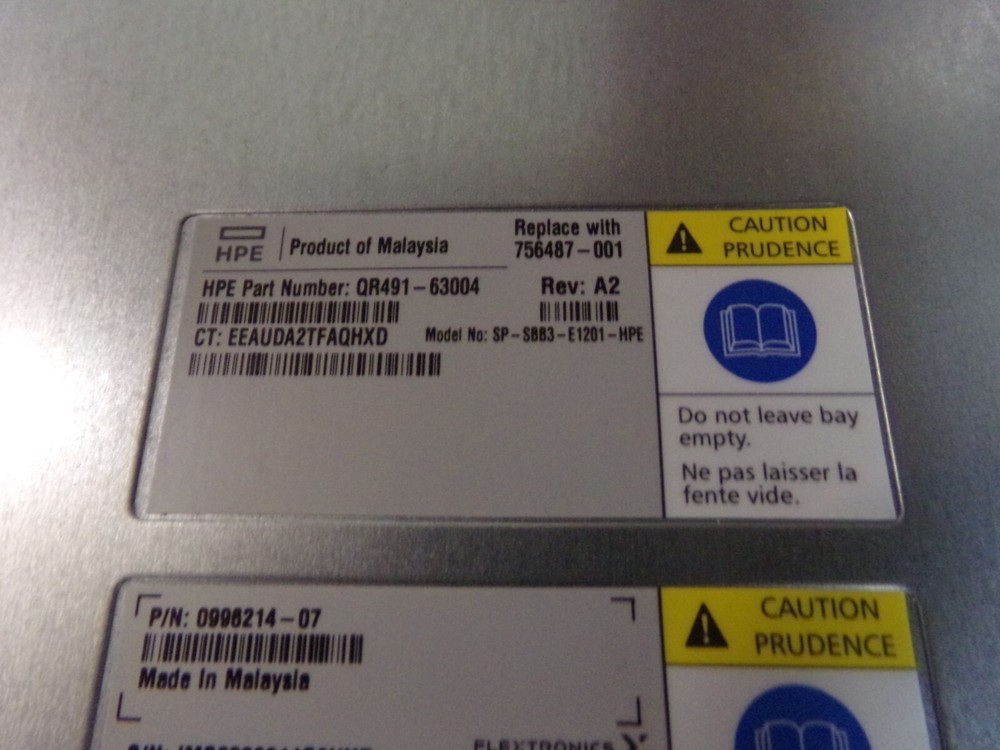 HPE
Product of Malaysia
Replace with
756487-001
HPE Part Number: QR491-63004
Rev: A2
CT: EEAUDA2TFAQHXD
Model No: SP-SBB3-E1201-HPE
CAUTION
PRUDENCE
Do not leave bay
empty.
Ne pas laisser la
fente vide.
P/N: 0996214-07
Made In Malaysia
FLEXTRONICS
CAUTION
PRUDENCE